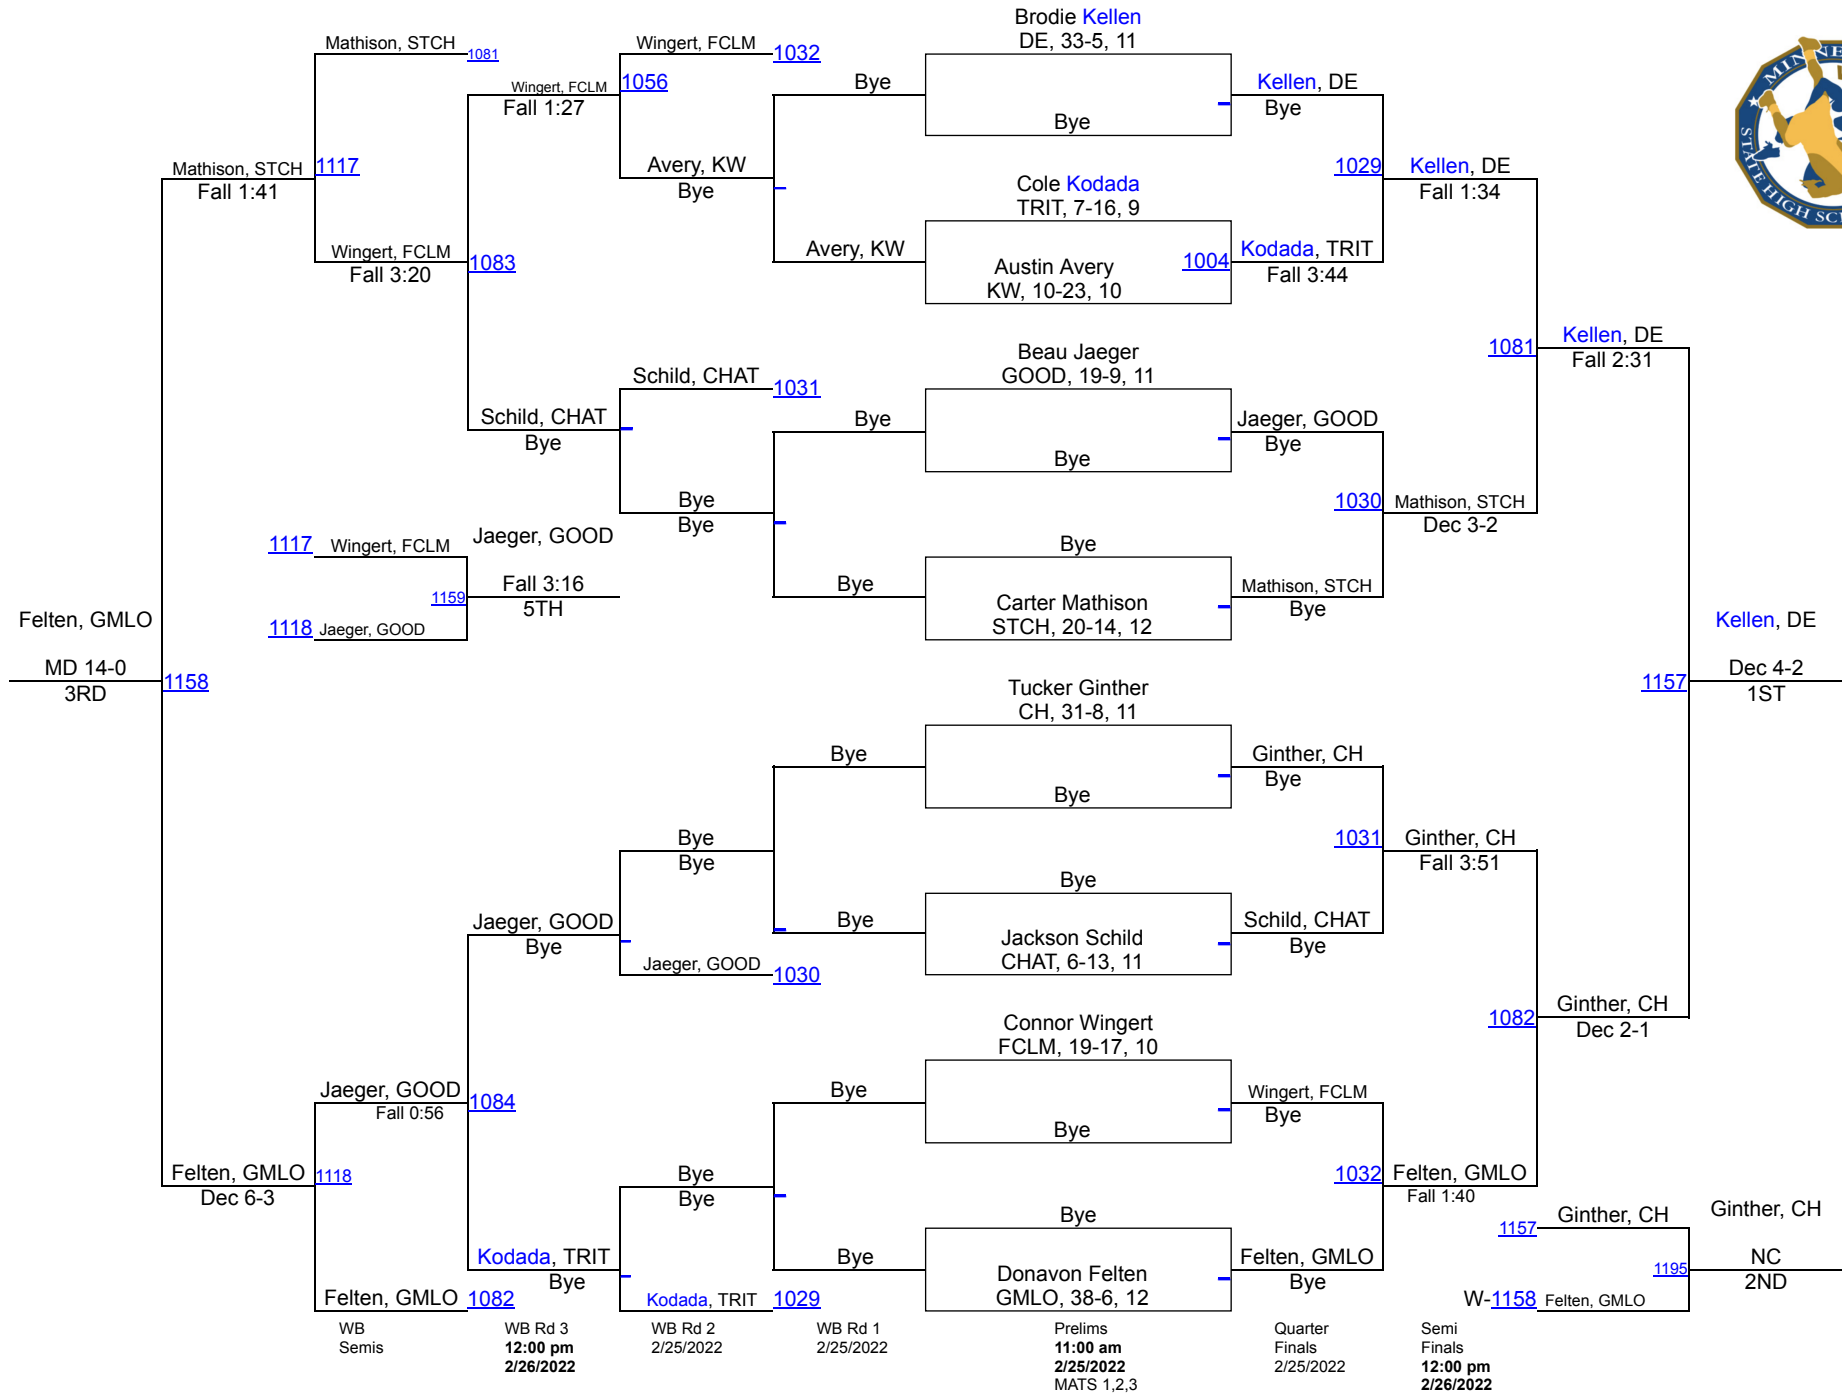 Brodie Kellen
DE, 33-5, 11
Mathison, STCH
1081
Wingert, FCLM
1032
Wingert, FCLM
1056
Fall 1:27
Bye
Kellen, DE
Bye
Bye
MINNE
STATE HIGH SC
Mathison, STCH
1117
Fall 1:41
Avery, KW
Bye
Cole Kodada
TRIT, 7-16, 9
1029
Kellen, DE
Fall 1:34
Wingert, FCLM
1083
Fall 3:20
Avery, KW
Austin Avery
KW, 10-23, 10
1004
Kodada, TRIT
Fall 3:44
Beau Jaeger
GOOD, 19-9, 11
1081
Kellen, DE
Fall 2:31
Schild, CHAT
1031
Schild, CHAT
Bye
Bye
Bye
Jaeger, GOOD
Bye
Bye
Bye
1030
Mathison, STCH
Dec 3-2
1117
Wingert, FCLM
Jaeger, GOOD
Bye
Fall 3:16
1159
5TH
Bye
Carter Mathison
STCH, 20-14, 12
Mathison, STCH
Bye
1118
Jaeger, GOOD
Felten, GMLO
Kellen, DE
MD 14-0
3RD
1158
1157
Dec 4-2
1ST
Tucker Ginther
CH, 31-8, 11
Bye
Bye
Ginther, CH
Bye
Bye
Bye
1031
Ginther, CH
Fall 3:51
Bye
Jaeger, GOOD
Bye
Bye
Jackson Schild
CHAT, 6-13, 11
Schild, CHAT
Bye
Jaeger, GOOD
1030
Connor Wingert
FCLM, 19-17, 10
1082
Ginther, CH
Dec 2-1
Jaeger, GOOD
1084
Fall 0:56
Bye
Bye
Wingert, FCLM
Bye
Felten, GMLO
1118
Dec 6-3
Bye
Bye
1032
Felten, GMLO
Fall 1:40
Bye
Ginther, CH
1157
Ginther, CH
Kodada, TRIT
Bye
Bye
Donavon Felten
GMLO, 38-6, 12
Felten, GMLO
Bye
1195
NC
2ND
Felten, GMLO
1082
Kodada, TRIT
1029
W-1158
Felten, GMLO
WB
Semis
WB Rd 3
12:00 pm
2/26/2022
WB Rd 2
2/25/2022
WB Rd 1
2/25/2022
Prelims
11:00 am
2/25/2022
MATS 1,2,3
Quarter
Finals
2/25/2022
Semi
Finals
12:00 pm
2/26/2022